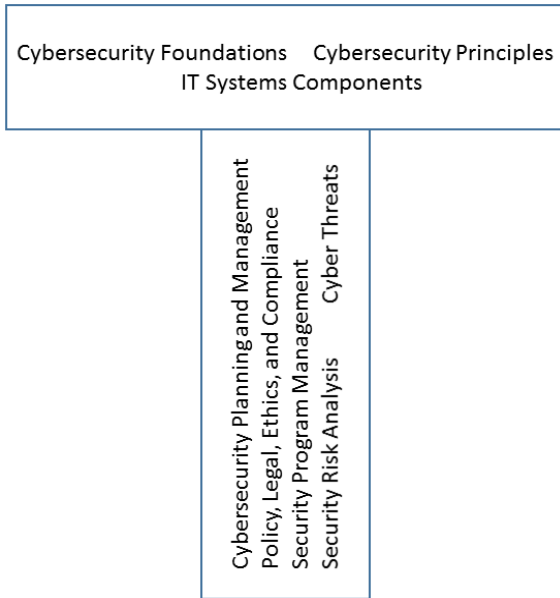 Cybersecurity Foundations Cybersecurity Principles
IT Systems Components
Cybersecurity Planning and Management
Policy, Legal, Ethics, and Compliance
Security Program Management
Security Risk Analysis Cyber Threats